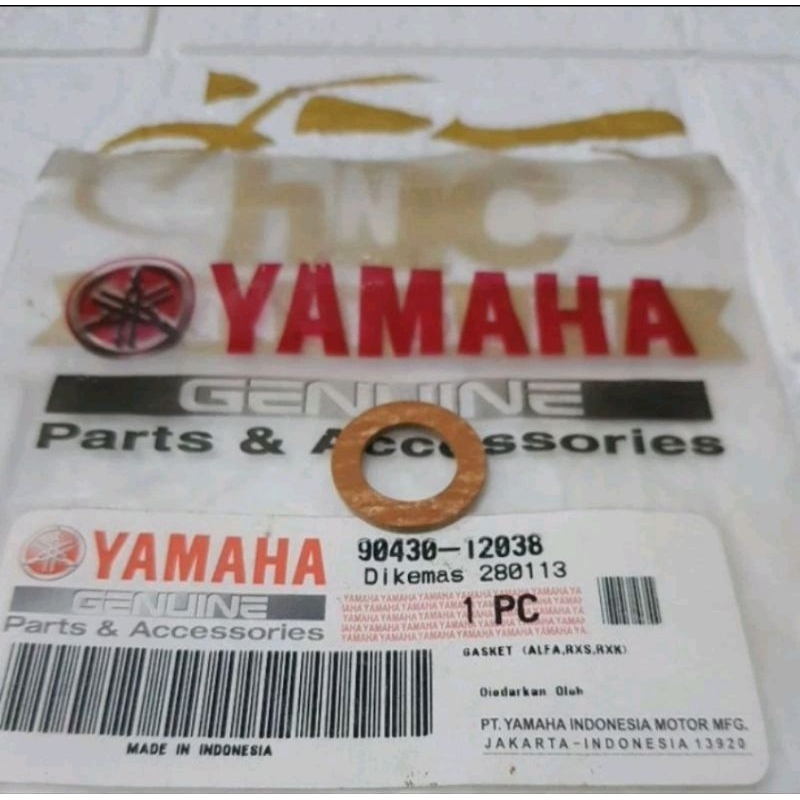 YAMAHA
GENUINE
Parts & Accessories
YAMAHA
GENUINE
Parts & Accessories
90430-12038
Dikemas 280113
1 PC
GASKET (ALFA,RXS,RXK)
Diedarkan Oleh
PT. YAMAHA INDONESIA MOTOR MFG.
JAKARTA-INDONESIA 13920
MADE IN INDONESIA